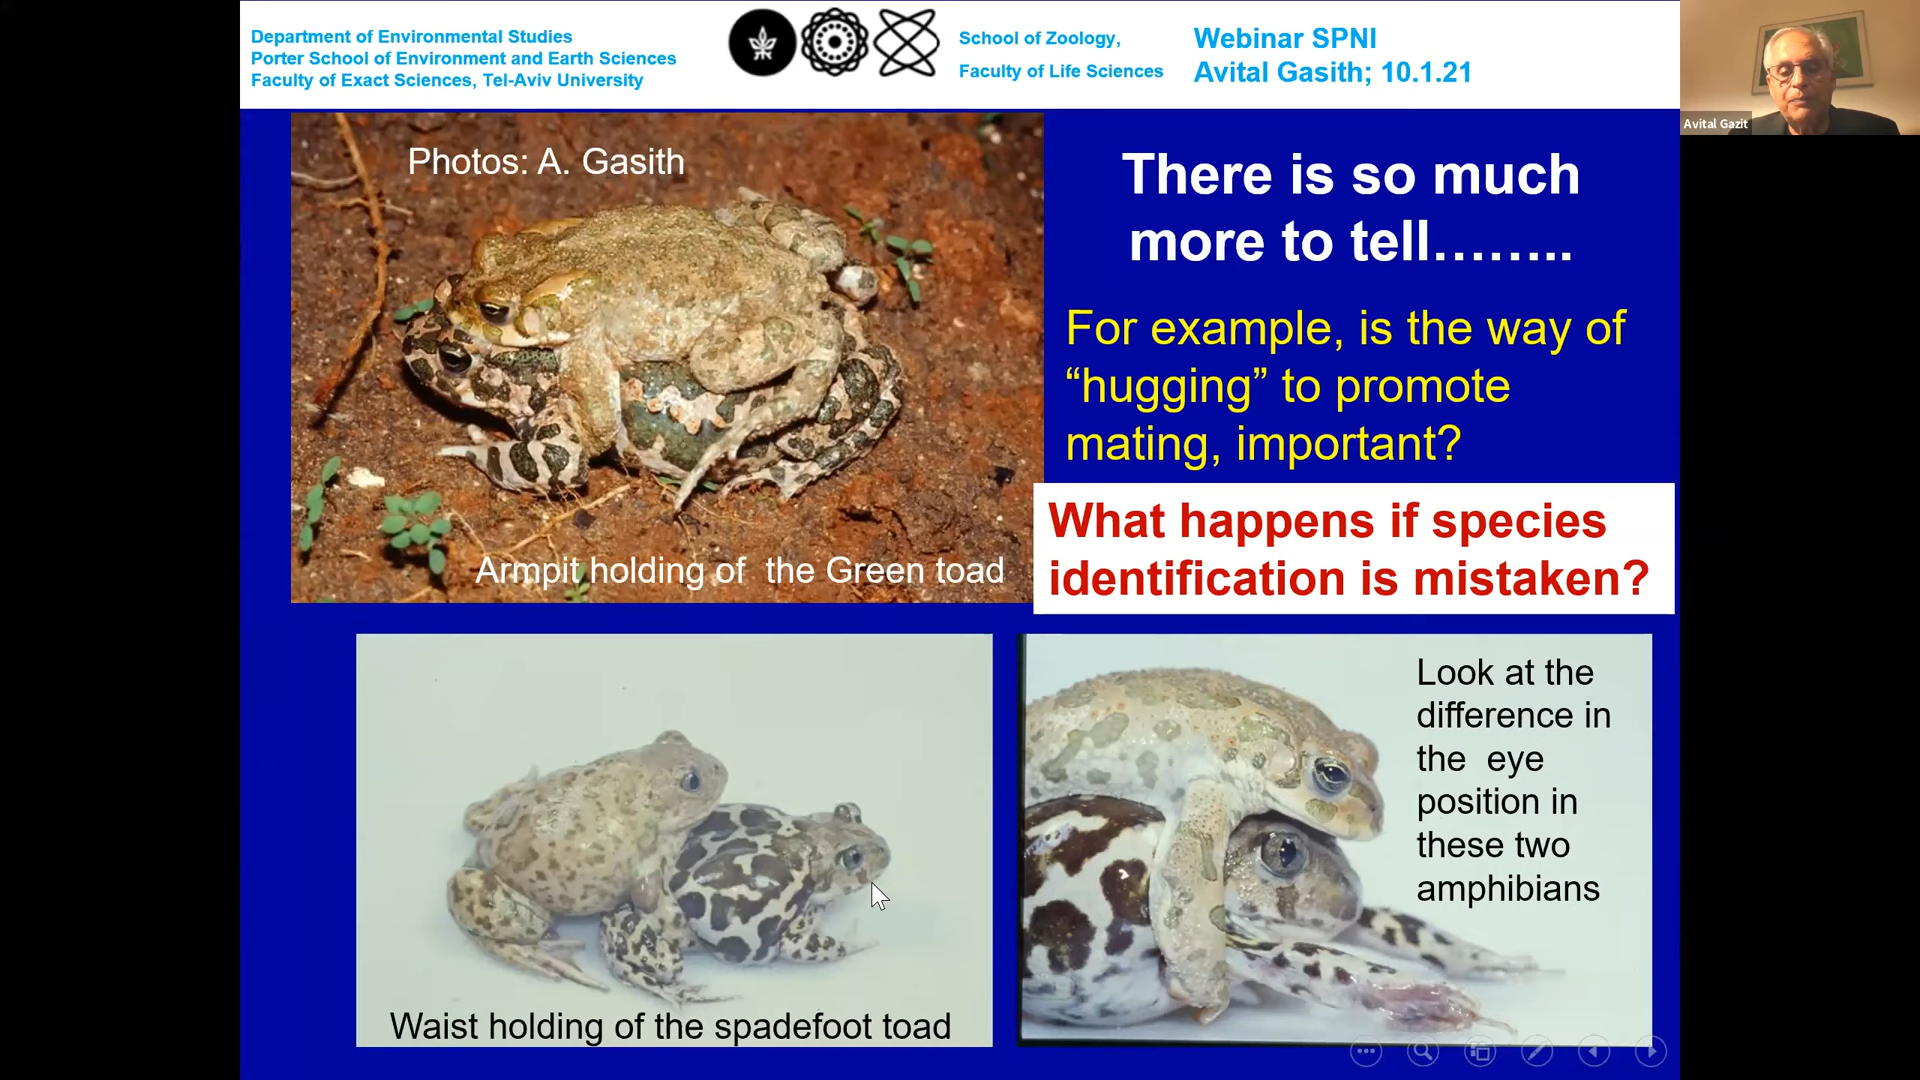 Department of Environmental Studies
Porter School of Environment and Earth Sciences
Faculty of Exact Sciences, Tel-Aviv University
School of Zoology,
Faculty of Life Sciences
Webinar SPNI
Avital Gasith; 10.1.21
Avital Gazit
Photos: A. Gasith
Armpit holding of the Green toad
There is so much
more to tell……..
For example, is the way of
“hugging” to promote
mating, important?
What happens if species
identification is mistaken?
Waist holding of the spadefoot toad
Look at the
difference in
the eye
position in
these two
amphibians